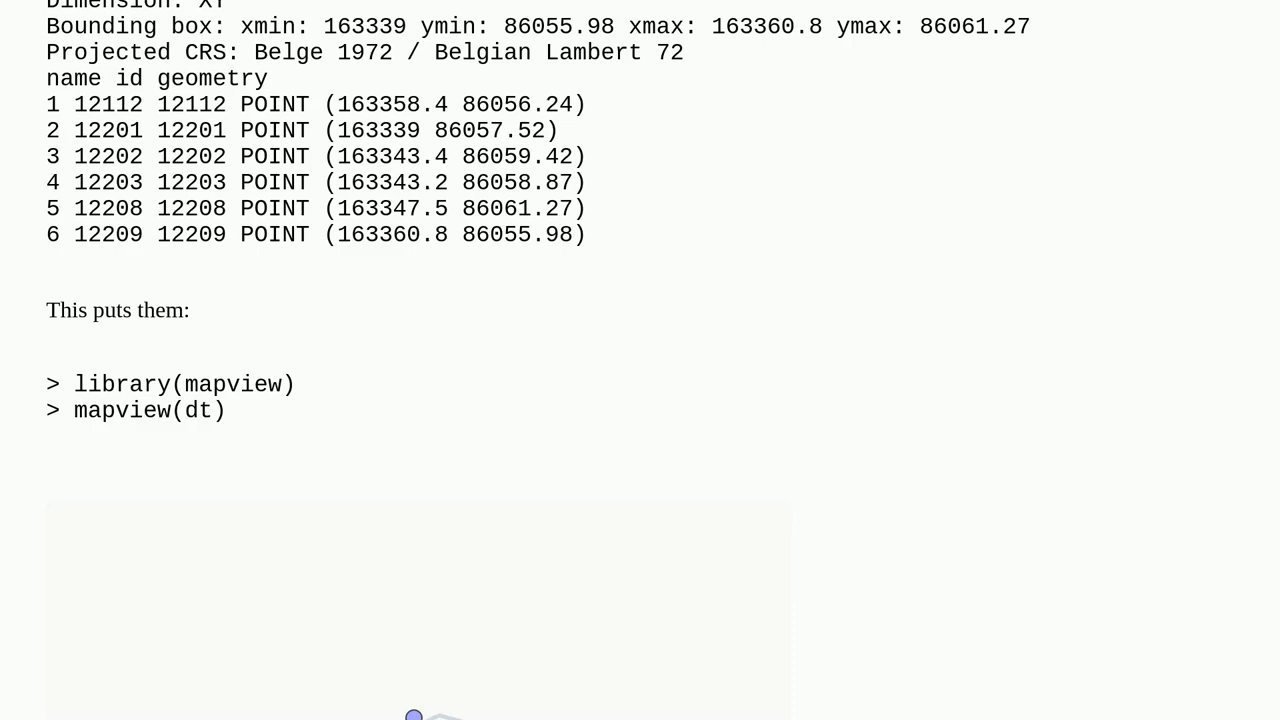 Dimension: XY
Bounding box: xmin: 163339 ymin: 86055.98 xmax: 163360.8 ymax: 86061.27
Projected CRS: Belge 1972 / Belgian Lambert 72
name id geometry
1 12112 12112 POINT (163358.4 86056.24)
2 12201 12201 POINT (163339 86057.52)
3 12202 12202 POINT (163343.4 86059.42)
4 12203 12203 POINT (163343.2 86058.87)
5 12208 12208 POINT (163347.5 86061.27)
6 12209 12209 POINT (163360.8 86055.98)
This puts them:
> library(mapview)
> mapview(dt)